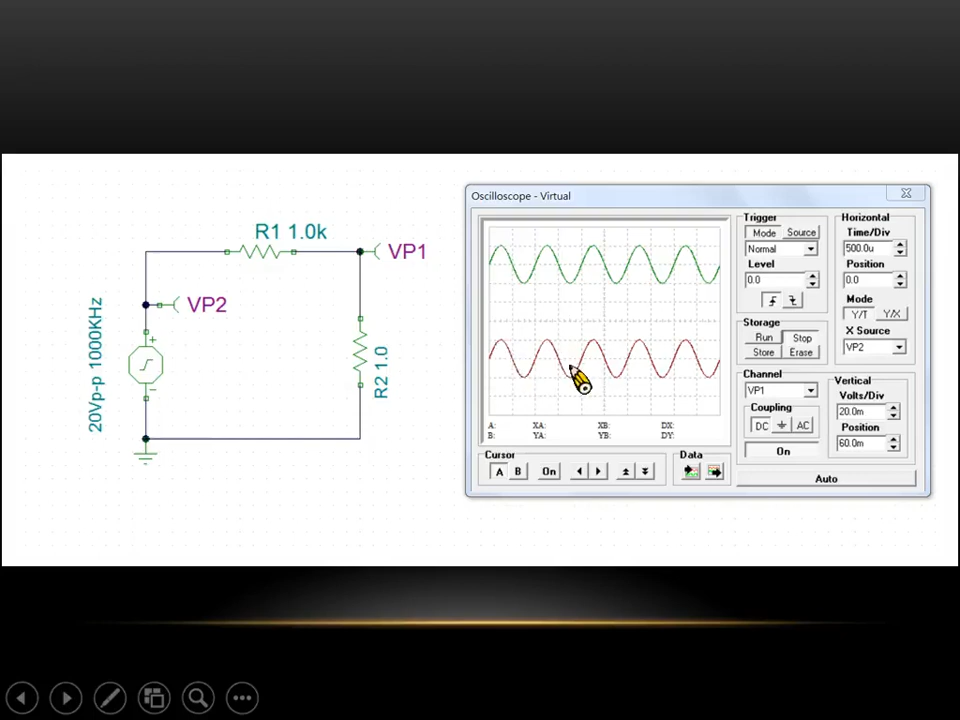 R1 1.0k
VP1
VP2
20Vp-p 1000KHz
R2 1.0
Oscilloscope - Virtual
Trigger
Mode Source
Normal
Level
0.0
Storage
Run Stop
Store Erase
Channel
VP1
Coupling
DC AC
On
Horizontal
Time/Div
500.0u
Position
0.0
Mode
Y/T Y/X
X Source
VP2
Vertical
Volts/Div
20.0m
Position
60.0m
Auto
A: XA: XB: DX:
B: YA: YB: DY:
Cursor
A B On
Data